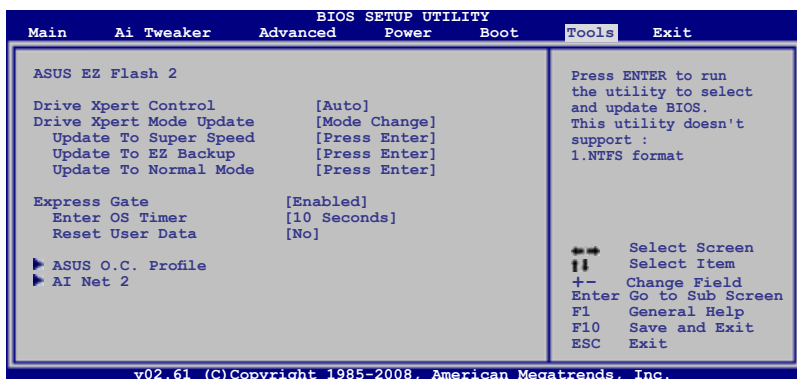 BIOS SETUP UTILITY
Main Ai Tweaker Advanced Power Boot Tools Exit
ASUS EZ Flash 2
Drive Xpert Control [Auto]
Drive Xpert Mode Update [Mode Change]
Update To Super Speed [Press Enter]
Update To EZ Backup [Press Enter]
Update To Normal Mode [Press Enter]
Express Gate [Enabled]
Enter OS Timer [10 Seconds]
Reset User Data [No]
ASUS O.C. Profile
AI Net 2
Press ENTER to run
the utility to select
and update BIOS.
This utility doesn't
support :
1.NTFS format
Select Screen
Select Item
+- Change Field
Enter Go to Sub Screen
F1 General Help
F10 Save and Exit
ESC Exit
v02.61 (C)Copyright 1985-2008, American Megatrends, Inc.